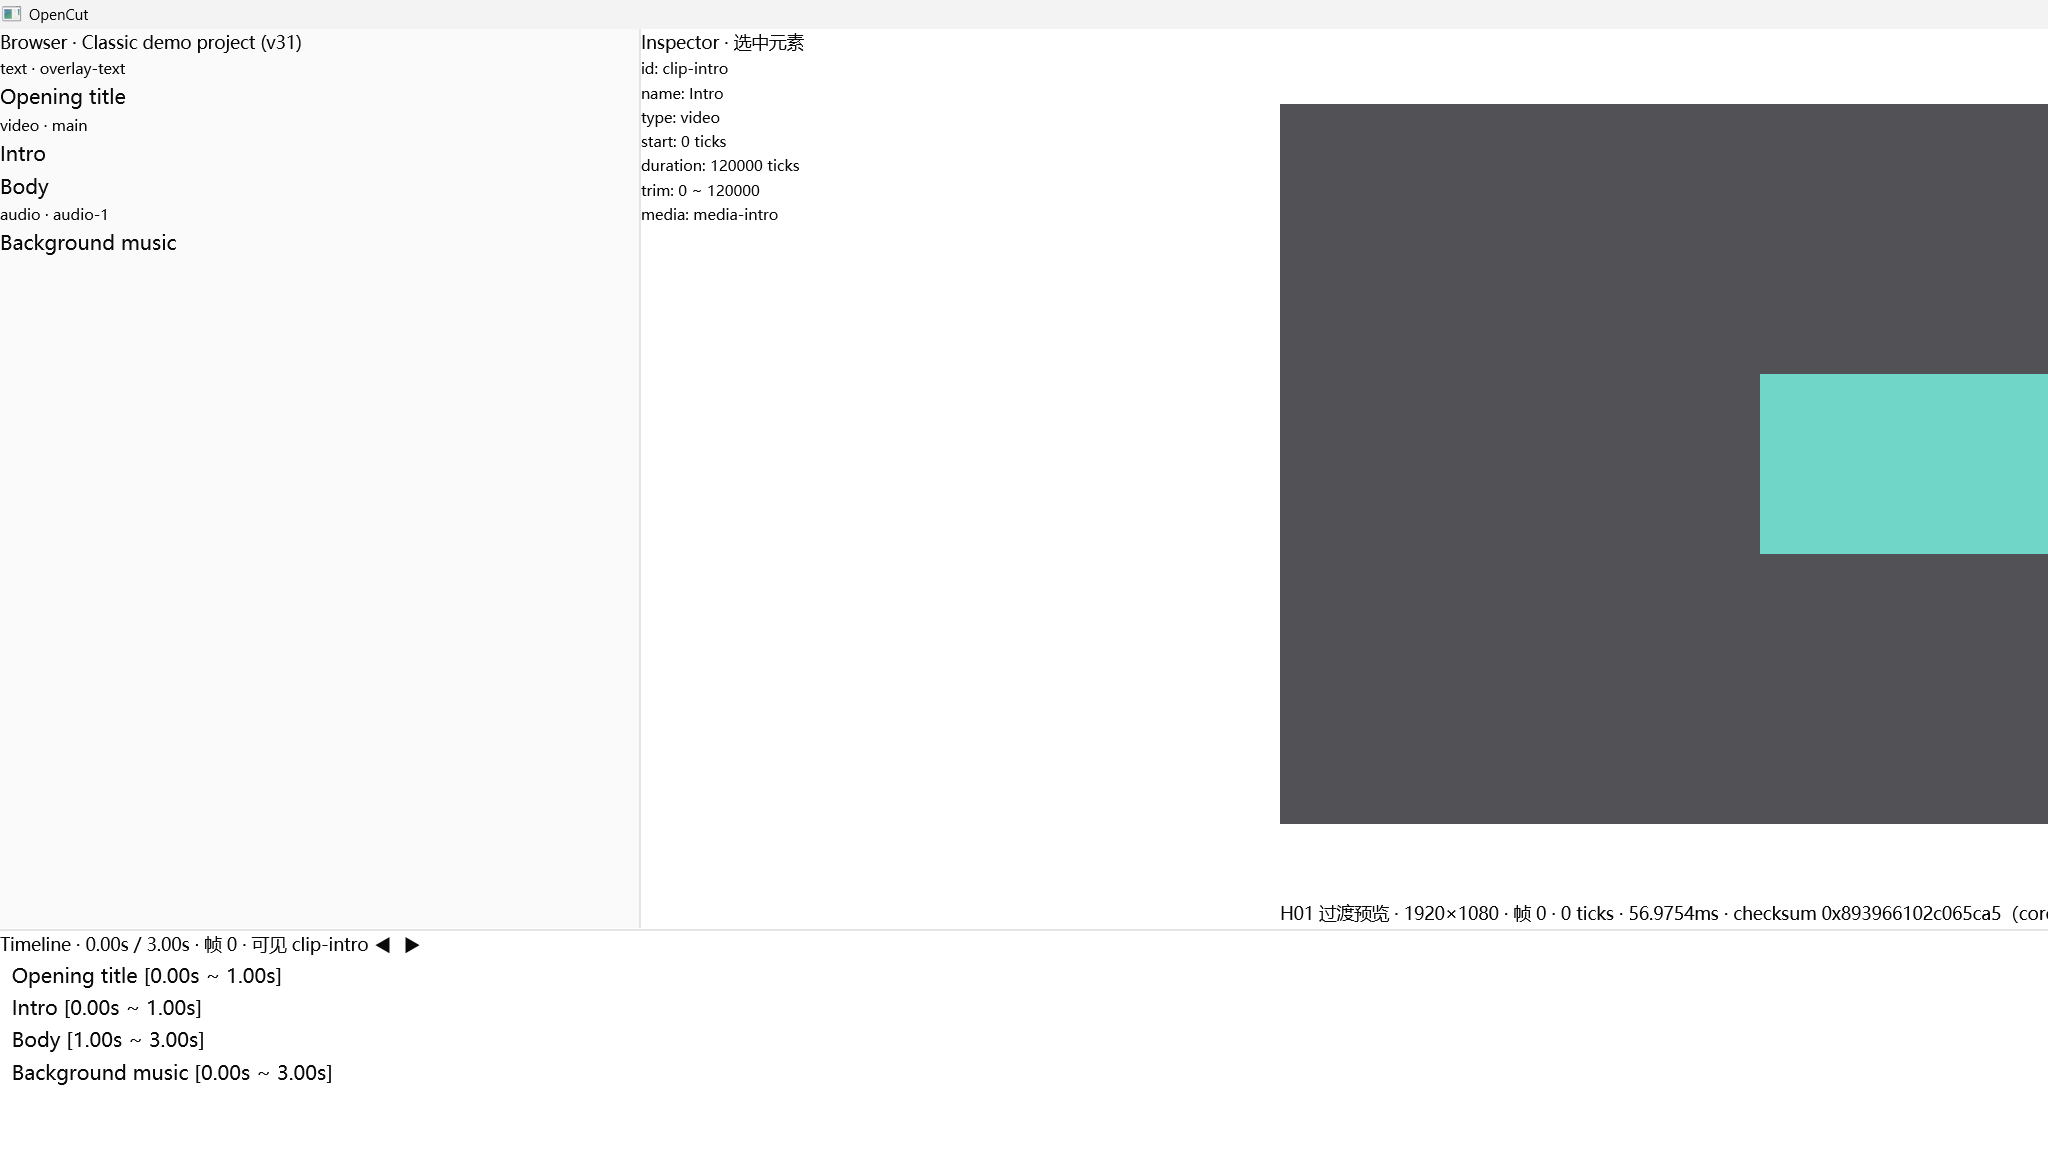 OpenCut
Browser · Classic demo project (v31)
text · overlay-text
Opening title
video · main
Intro
Body
audio · audio-1
Background music
Inspector · 选中元素
id: clip-intro
name: Intro
type: video
start: 0 ticks
duration: 120000 ticks
trim: 0 ~ 120000
media: media-intro
H01 过渡预览 · 1920×1080 · 帧 0 · 0 ticks · 56.9754ms · checksum 0x893966102c065ca5（core
Timeline · 0.00s / 3.00s · 帧 0 · 可见 clip-intro ◀ ▶
Opening title [0.00s ~ 1.00s]
Intro [0.00s ~ 1.00s]
Body [1.00s ~ 3.00s]
Background music [0.00s ~ 3.00s]